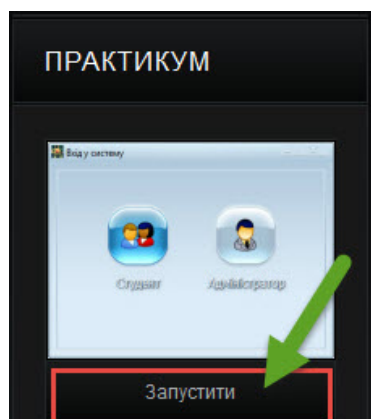 ПРАКТИКУМ
Вхід у систему
Студент
Адміністратор
Запустити